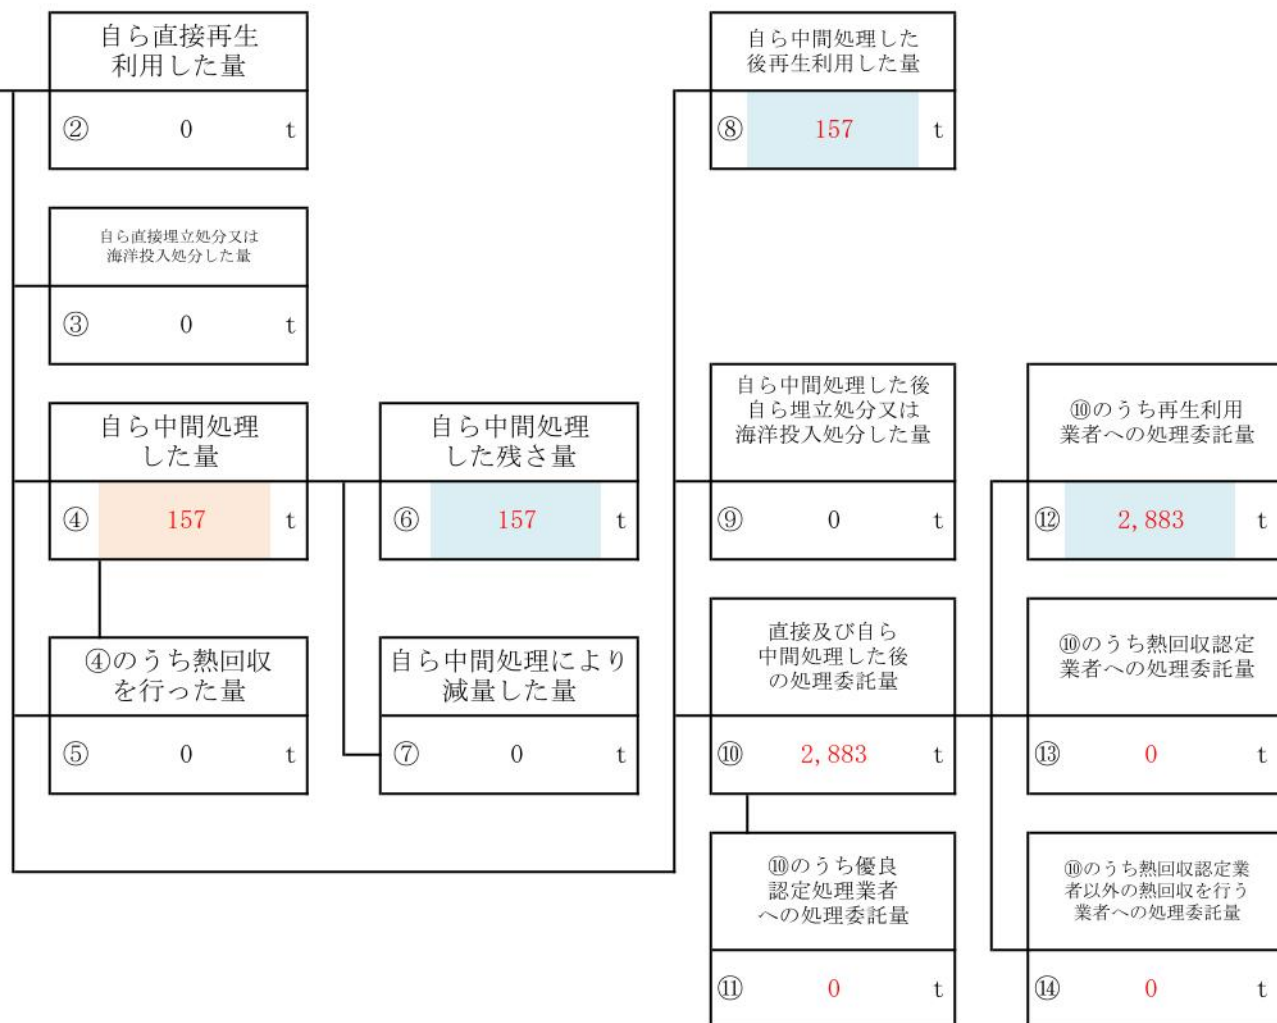 自ら直接再生
利用した量
② 0 t
自ら直接埋立処分又は
海洋投入処分した量
③ 0 t
自ら中間処理
した量
④ 157 t
④のうち熱回収
を行った量
⑤ 0 t
自ら中間処理
した残さ量
⑥ 157 t
自ら中間処理により
減量した量
⑦ 0 t
自ら中間処理した
後再生利用した量
⑧ 157 t
自ら中間処理した後
自ら埋立処分又は
海洋投入処分した量
⑨ 0 t
直接及び自ら
中間処理した後
の処理委託量
⑩ 2,883 t
⑩のうち優良
認定処理業者
への処理委託量
⑪ 0 t
⑩のうち再生利用
業者への処理委託量
⑫ 2,883 t
⑩のうち熱回収認定
業者への処理委託量
⑬ 0 t
⑩のうち熱回収認定業
者以外の熱回収を行う
業者への処理委託量
⑭ 0 t